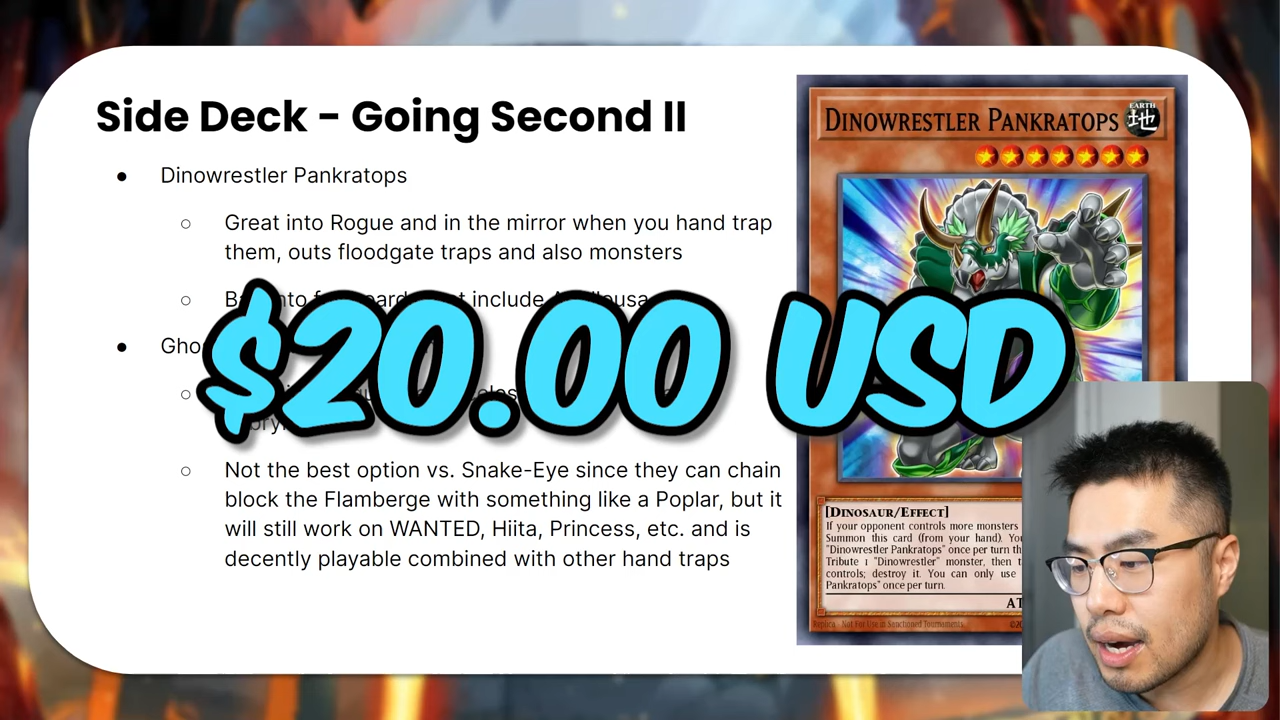 Side Deck - Going Second II
Dinowrestler Pankratops
Great into Rogue and in the mirror when you hand trap
them, outs floodgate traps and also monsters
include
Not the best option vs. Snake-Eye since they can chain
block the Flamberge with something like a Poplar, but it
will still work on WANTED, Hiita, Princess, etc. and is
decently playable combined with other hand traps
$20.00 USD
DINOWRESTLER PANKRATOPS
EARTH
地
[DINOSAUR/EFFECT]
If your opponent controls more monsters
Summon this card (from your hand).
"Dinowrestler Pankratops" once per turn
Tribute 1 "Dinowrestler" monster, then
controls; destroy it. You can only use
Pankratops" once per turn.
Replica - Not For Use in Sanctioned Tournaments